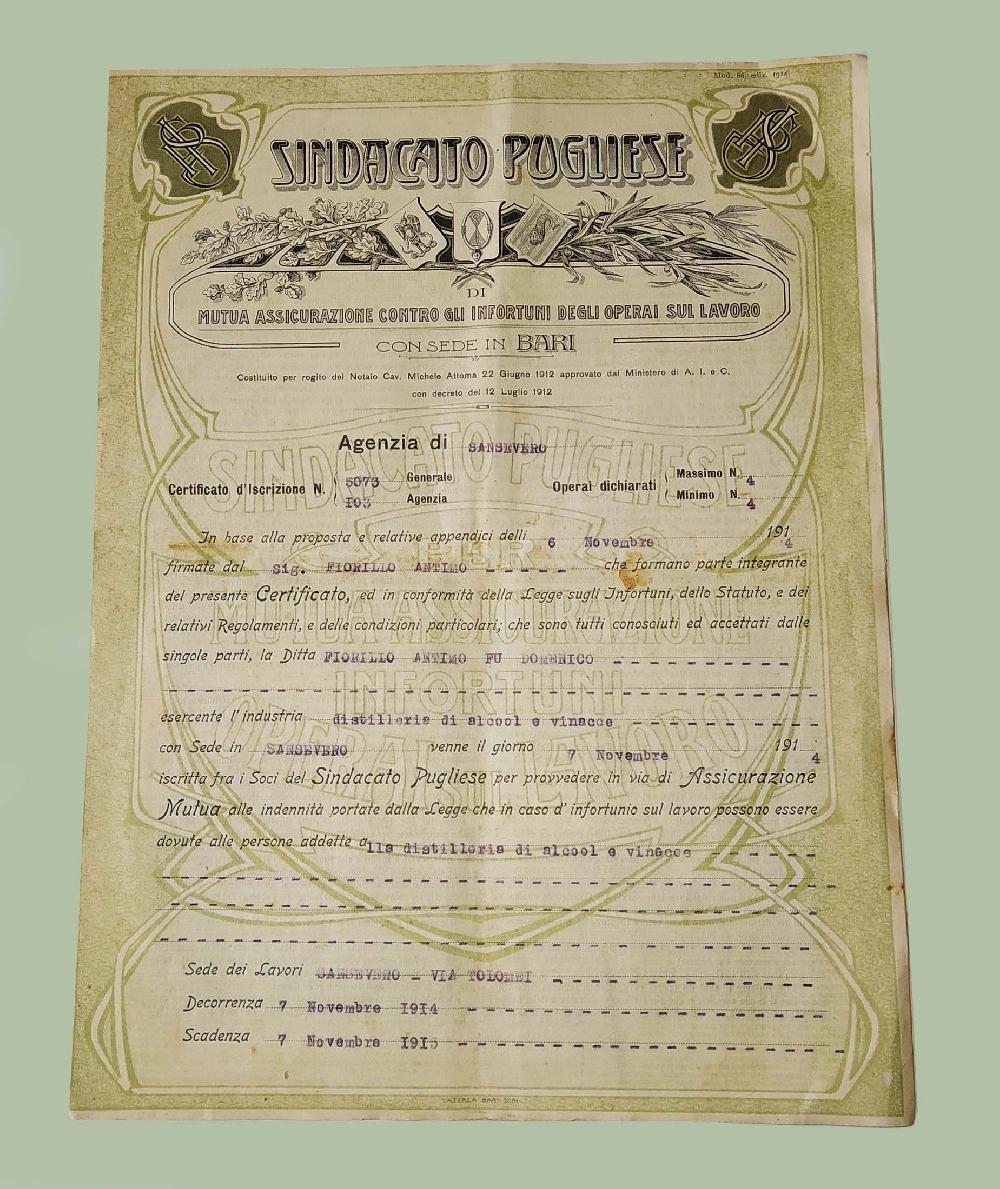 Mod. 86, ediz. 1914
SINDACATO PUGLIESE
DI
MUTUA ASSICURAZIONE CONTRO GLI INFORTUNI DEGLI OPERAI SUL LAVORO
CON SEDE IN BARI
Costituito per rogito del Notaio Cav. Michele Attoma 22 Giugno 1912 approvato dal Ministero di A. I. e C.
con decreto del 12 Luglio 1912
Agenzia di SANSEVERO
Certificato d'Iscrizione N. 5073 Generale Operai dichiarati Massimo N. 4
103 Agenzia Minimo N. 4
In base alla proposta e relative appendici delli 6 Novembre 1914
firmate dal Sig. FIORILLO ANTIMO - - - - - che formano parte integrante
del presente Certificato, ed in conformità della Legge sugli Infortuni, dello Statuto, e dei
relativi Regolamenti, e delle condizioni particolari; che sono tutti conosciuti ed accettati dalle
singole parti, la Ditta FIORILLO ANTIMO FU DOMENICO
esercente l'industria distilleria di alcool e vinacce
con Sede in SANSEVERO venne il giorno 7 Novembre 1914
iscritta fra i Soci del Sindacato Pugliese per provvedere in via di Assicurazione
Mutua alle indennità portate dalla Legge che in caso d'infortunio sul lavoro possono essere
dovute alle persone addette alla distilleria di alcool e vinacce
Sede dei Lavori SANSEVERO - VIA TOLOMEI
Decorrenza 7 Novembre 1914
Scadenza 7 Novembre 1915
SINDACATO PUGLIESE
PER
MUTUA ASSICURAZIONE
INFORTUNI
OPERAI SUL LAVORO